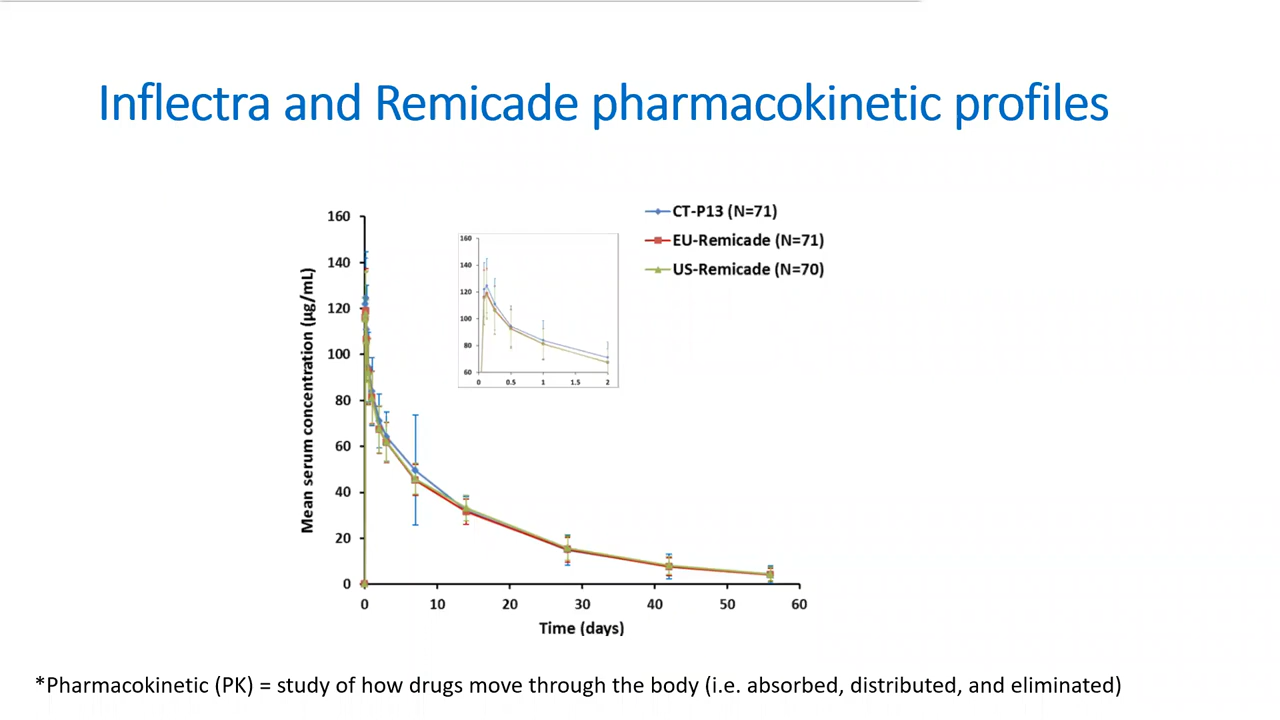 Inflectra and Remicade pharmacokinetic profiles
CT-P13 (N=71)
EU-Remicade (N=71)
US-Remicade (N=70)
Mean serum concentration (µg/mL)
160
140
120
100
80
60
40
20
0
160
140
120
100
80
60
0 0.5 1 1.5 2
0 10 20 30 40 50 60
Time (days)
*Pharmacokinetic (PK) = study of how drugs move through the body (i.e. absorbed, distributed, and eliminated)